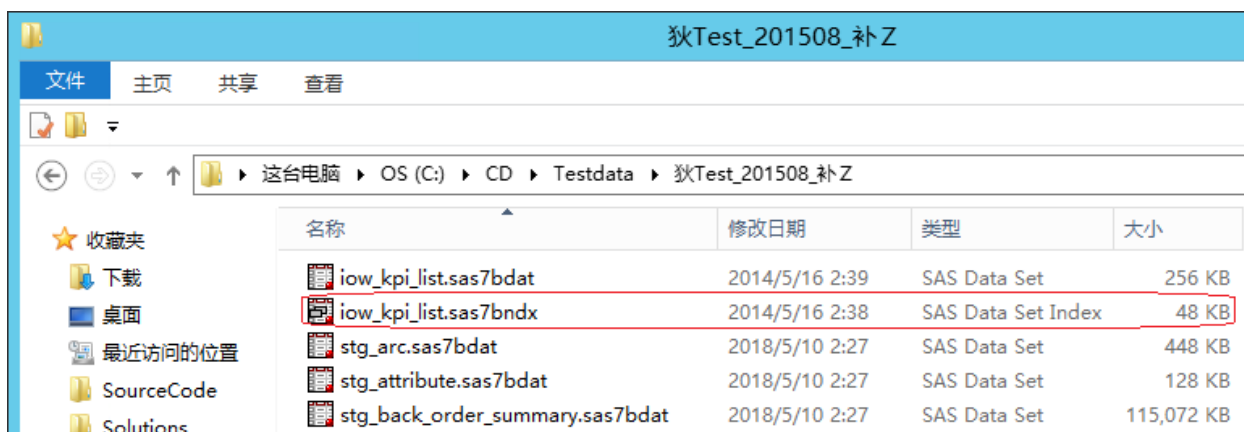 狄Test_201508_补Z
文件 主页 共享 查看
这台电脑 OS (C:) CD Testdata 狄Test_201508_补Z
收藏夹 名称 修改日期 类型 大小
下载 iow_kpi_list.sas7bdat 2014/5/16 2:39 SAS Data Set 256 KB
桌面 iow_kpi_list.sas7bndx 2014/5/16 2:38 SAS Data Set Index 48 KB
最近访问的位置 stg_arc.sas7bdat 2018/5/10 2:27 SAS Data Set 448 KB
SourceCode stg_attribute.sas7bdat 2018/5/10 2:27 SAS Data Set 128 KB
Solutions stg_back_order_summary.sas7bdat 2018/5/10 2:27 SAS Data Set 115,072 KB